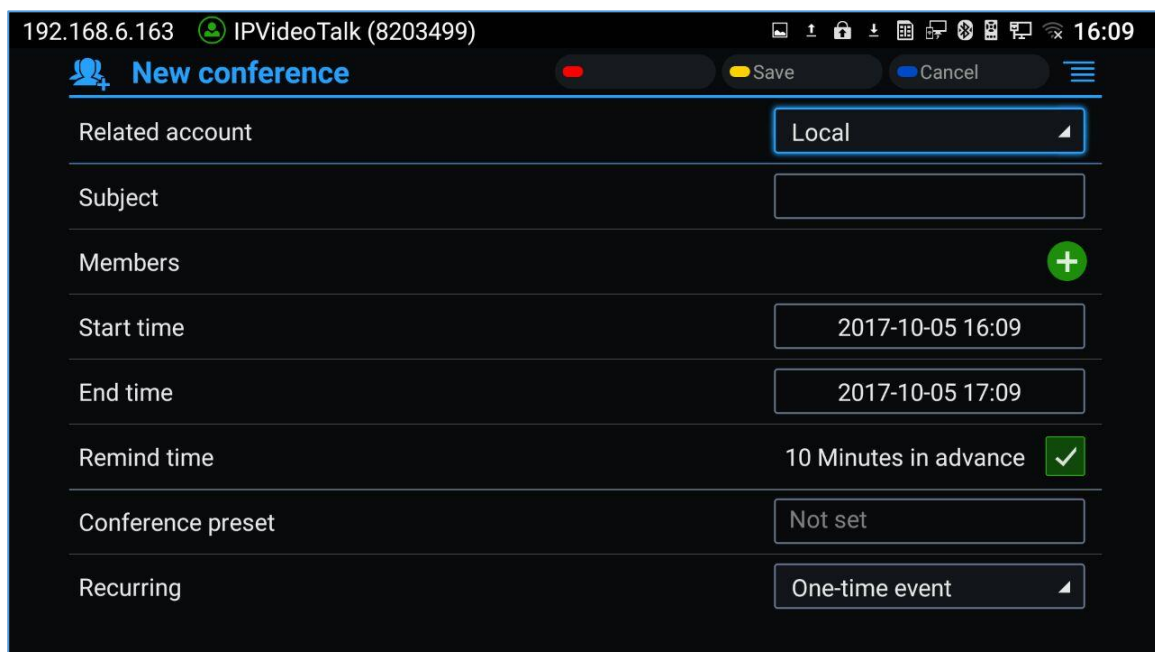 192.168.6.163 IPVideoTalk (8203499) 16:09
New conference Save Cancel
Related account Local
Subject
Members
Start time 2017-10-05 16:09
End time 2017-10-05 17:09
Remind time 10 Minutes in advance
Conference preset Not set
Recurring One-time event